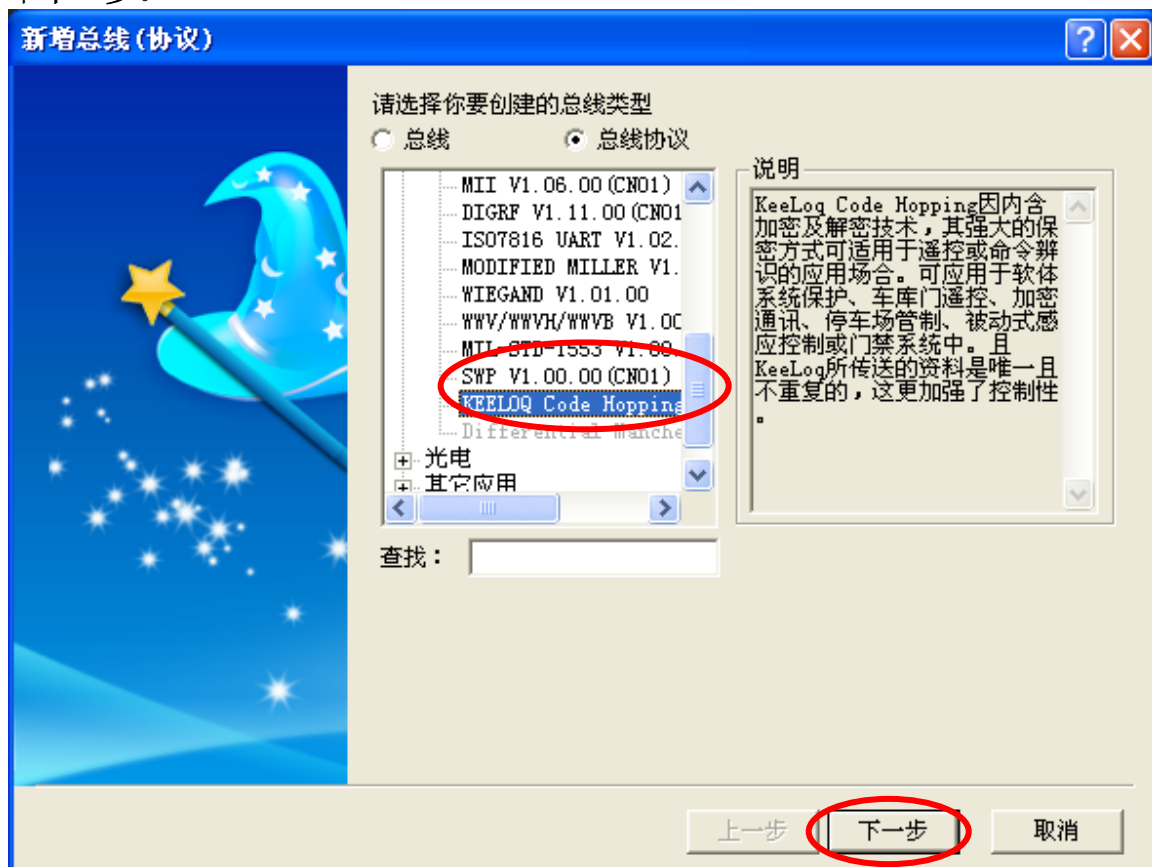 新增总线(协议)
请选择你要创建的总线类型
总线
总线协议
MII V1.06.00(CN01)
DIGRF V1.11.00(CN01
ISO7816 UART V1.02.
MODIFIED MILLER V1.
WIEGAND V1.01.00
WWV/WWVH/WWVB V1.00
MIL-STD-1553 V1.00.
SWP V1.00.00(CN01)
KEELOQ Code Hopping
Differential Manche
光电
其它应用
查找：
说明
KeeLoq Code Hopping因内含
加密及解密技术，其强大的保
密方式可适用于遥控或命令辨
识的应用场合。可应用于软体
系统保护、车库门遥控、加密
通讯、停车场管制、被动式感
应控制或门禁系统中。且
KeeLoq所传送的资料是唯一且
不重复的，这更加强了控制性
。
上一步
下一步
取消